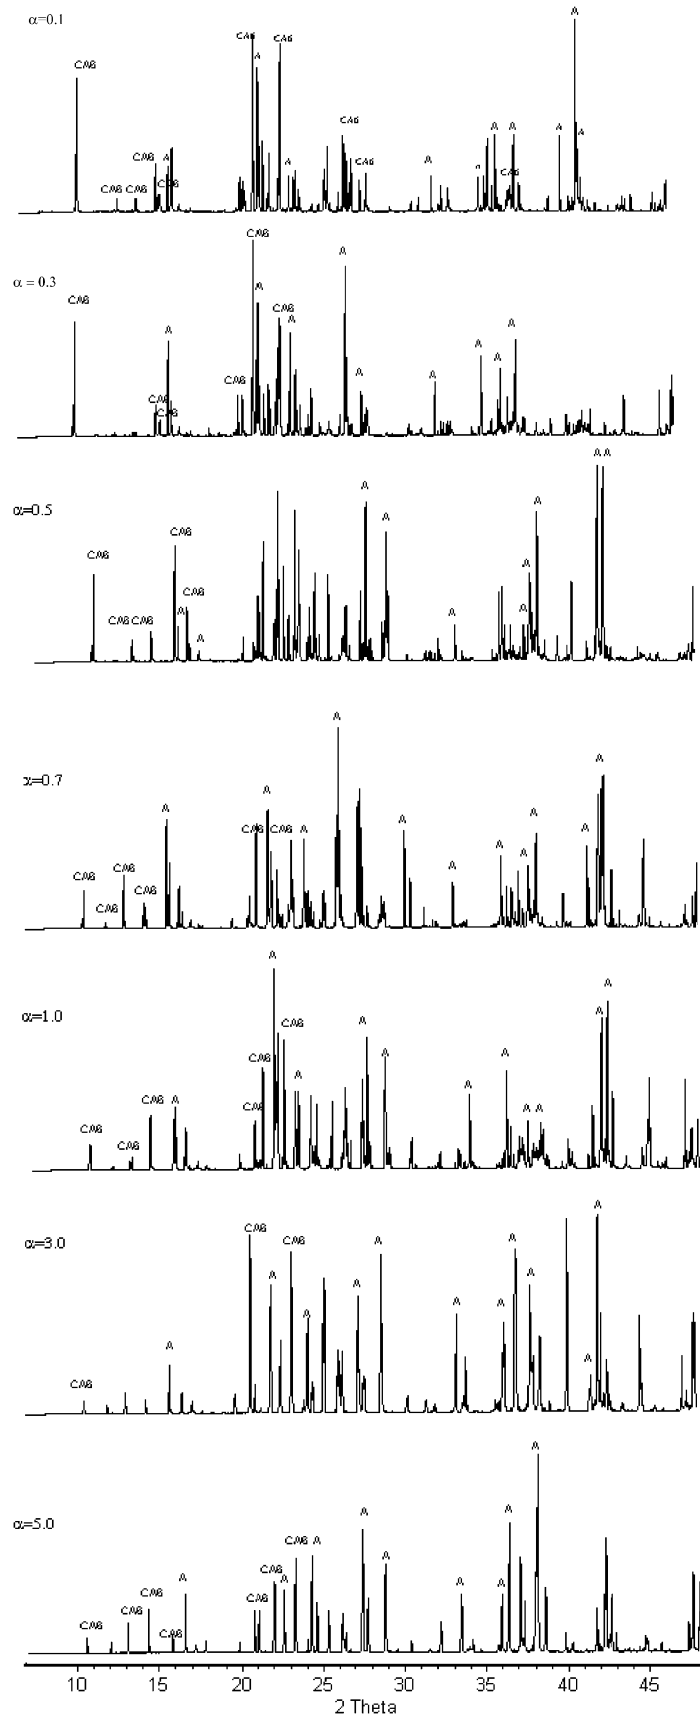 α=0.1
CA6 CA6 CA6 CA6 A CA6 A A CA6 A CA6 CA6 A A A A CA6 A A A
α = 0.3
CA6 CA6 CA6 A CA6 CA6 A CA6 A A A A A A A
α=0.5
CA6 CA6 CA6 CA6 A CA6 A A A A A A A A A
α=0.7
CA6 CA6 CA6 CA6 A CA6 A CA6 A A A A A A A A A
α=1.0
CA6 CA6 CA6 A CA6 CA6 A CA6 A A A A A A A A A
α=3.0
CA6 A CA6 A CA6 A A A A A A A A A
α=5.0
CA6 CA6 CA6 CA6 A CA6 A CA6 A A A A A A A
10 15 20 25 30 35 40 45
2 Theta